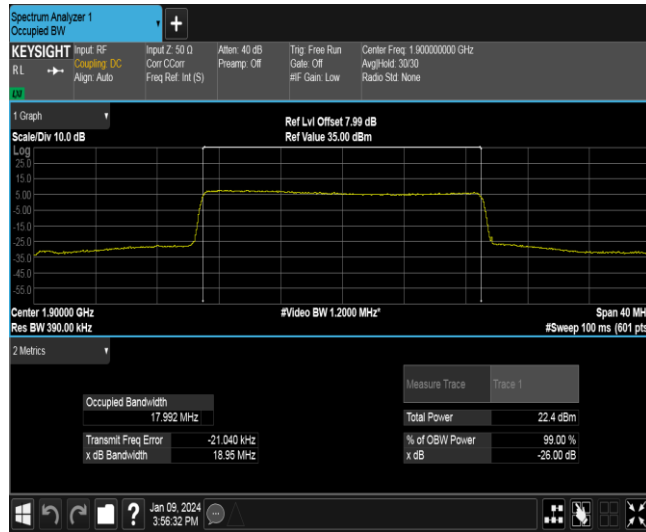 Spectrum Analyzer 1
Occupied BW
+
KEYSIGHT Input: RF Input Z: 50 Ω Atten: 40 dB Trig: Free Run Center Freq: 1.900000000 GHz
RL Coupling: DC Corr CCorr Preamp: Off Gate: Off Avg|Hold: 30/30
Align: Auto Freq Ref: Int (S) #IF Gain: Low Radio Std: None
LXI
1 Graph
Ref Lvl Offset 7.99 dB
Scale/Div 10.0 dB Ref Value 35.00 dBm
Log
25.0
15.0
5.00
-5.00
-15.0
-25.0
-35.0
-45.0
-55.0
Center 1.90000 GHz #Video BW 1.2000 MHz* Span 40 MH
Res BW 390.00 kHz #Sweep 100 ms (601 pts
2 Metrics
Measure Trace Trace 1
Occupied Bandwidth
17.992 MHz Total Power 22.4 dBm
Transmit Freq Error -21.040 kHz % of OBW Power 99.00 %
x dB Bandwidth 18.95 MHz x dB -26.00 dB
? Jan 09, 2024
3:56:32 PM